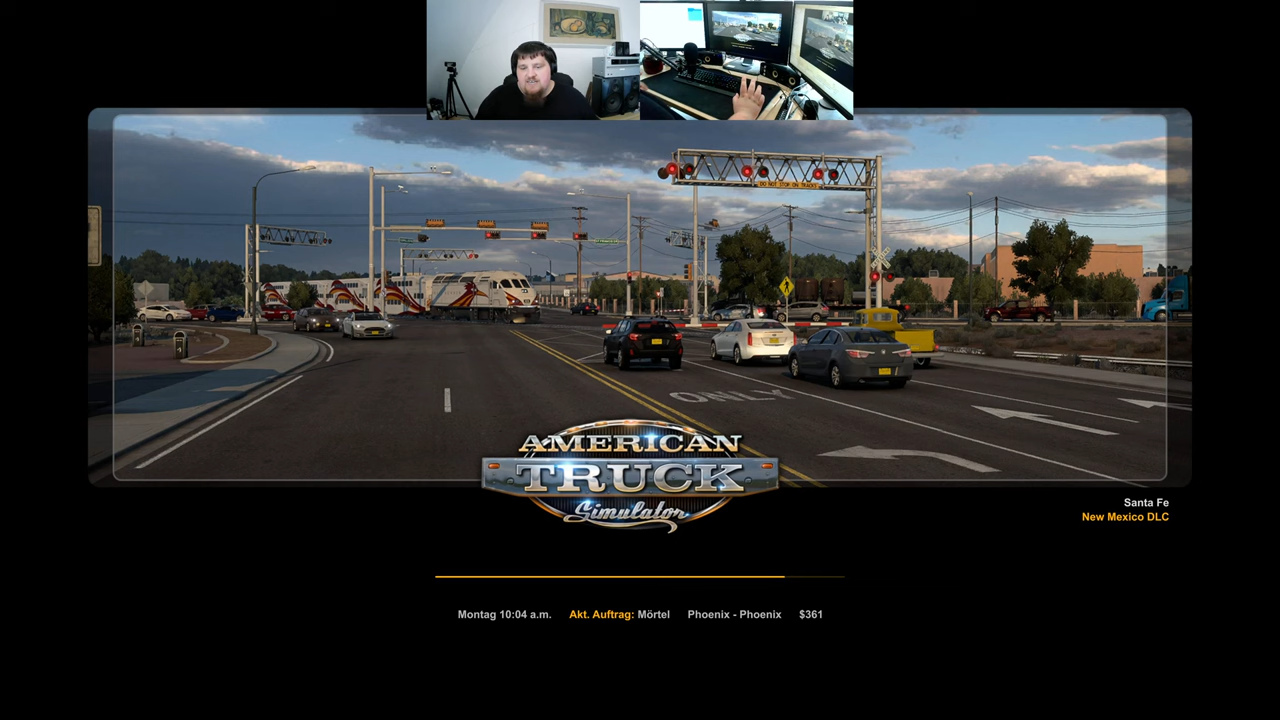 DO NOT STOP ON TRACKS
ONLY
AMERICAN
TRUCK
Simulator
Santa Fe
New Mexico DLC
Montag 10:04 a.m. Akt. Auftrag: Mörtel Phoenix - Phoenix $361